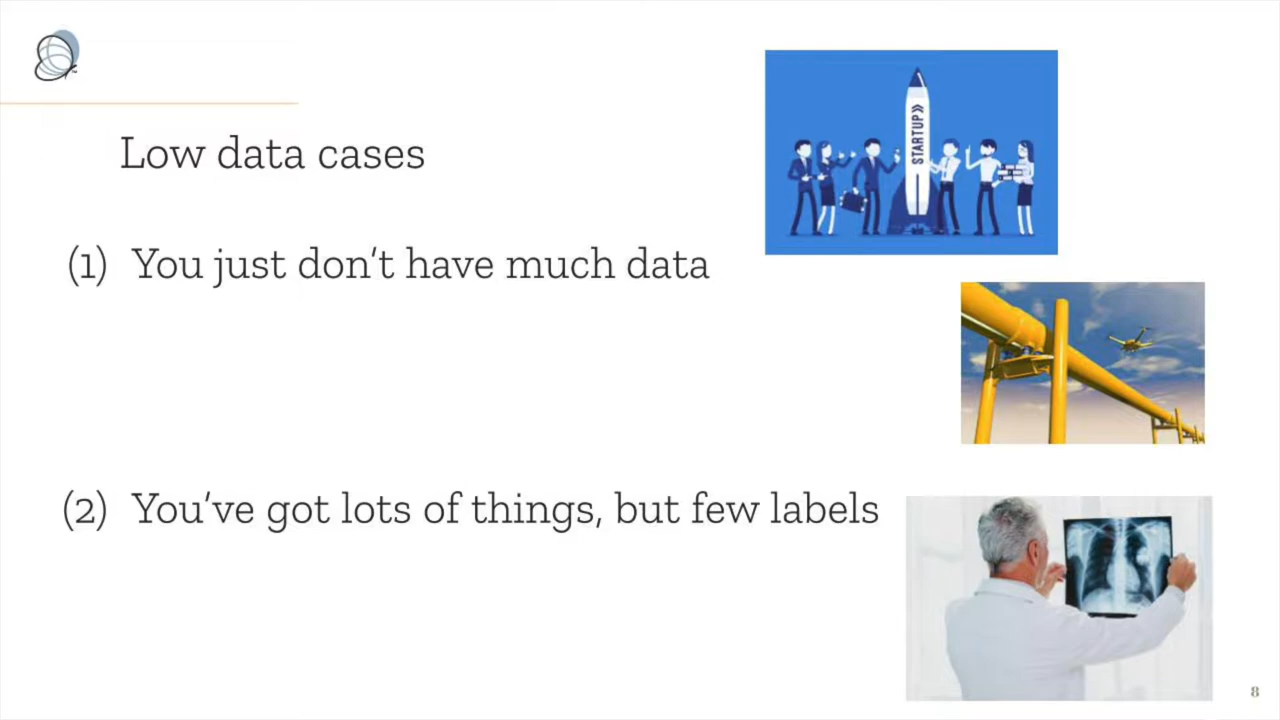 Low data cases
STARTUP
(1) You just don't have much data
(2) You've got lots of things, but few labels
8